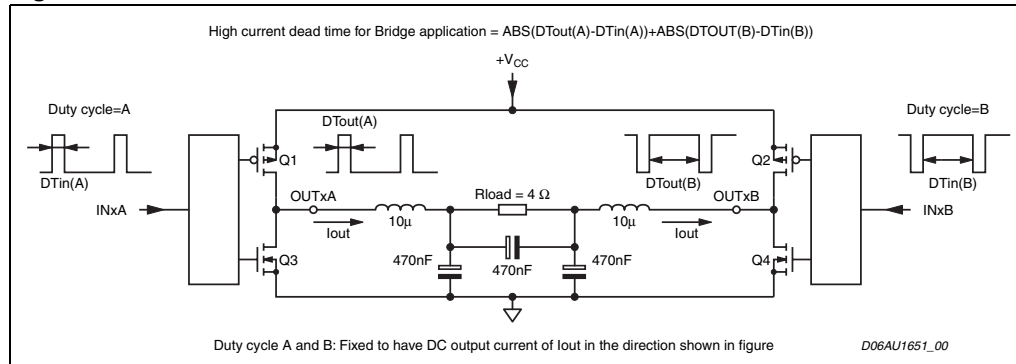 High current dead time for Bridge application = ABS(DTout(A)-DTin(A))+ABS(DTOUT(B)-DTin(B))
+VCC
Duty cycle=A
DTout(A)
Duty cycle=B
Q1
Q2
DTin(A)
DTout(B)
DTin(B)
OUTxA
Rload = 4 Ω
OUTxB
INxA
INxB
10μ
10μ
Iout
Iout
Q3
470nF
470nF
470nF
Q4
Duty cycle A and B: Fixed to have DC output current of Iout in the direction shown in figure
D06AU1651_00